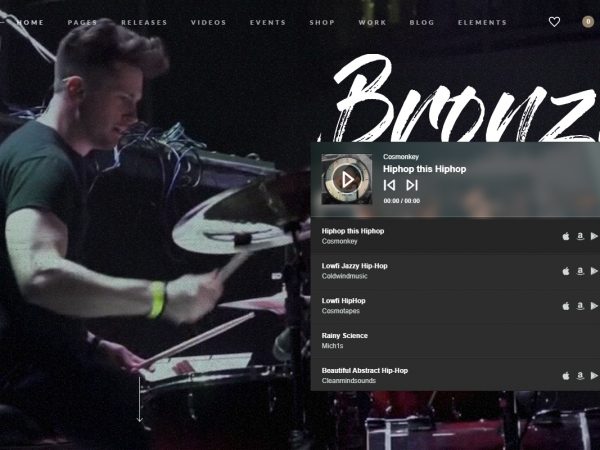 HOME PAGES RELEASES VIDEOS EVENTS SHOP WORK BLOG ELEMENTS 0
Bronz
Cosmonkey
Hiphop this Hiphop
00:00 / 00:00
Hiphop this Hiphop
Cosmonkey
Lowfi Jazzy Hip-Hop
Coldwindmusic
Lowfi HipHop
Cosmotapes
Rainy Science
Mich1s
Beautiful Abstract Hip-Hop
Cleanmindsounds